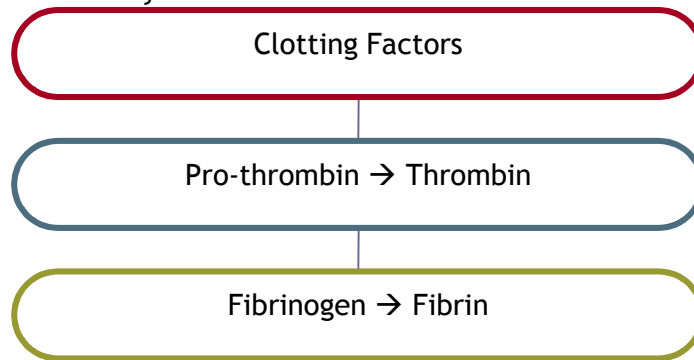 Clotting Factors
Pro-thrombin → Thrombin
Fibrinogen → Fibrin